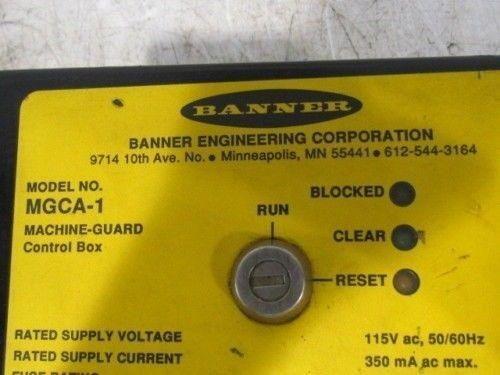 BANNER
BANNER ENGINEERING CORPORATION
9714 10th Ave. No. • Minneapolis, MN 55441 • 612-544-3164
MODEL NO.
MGCA-1
MACHINE-GUARD
Control Box
BLOCKED
RUN
CLEAR
RESET
RATED SUPPLY VOLTAGE 115V ac, 50/60Hz
RATED SUPPLY CURRENT 350 mA ac max.
FUSE RATING